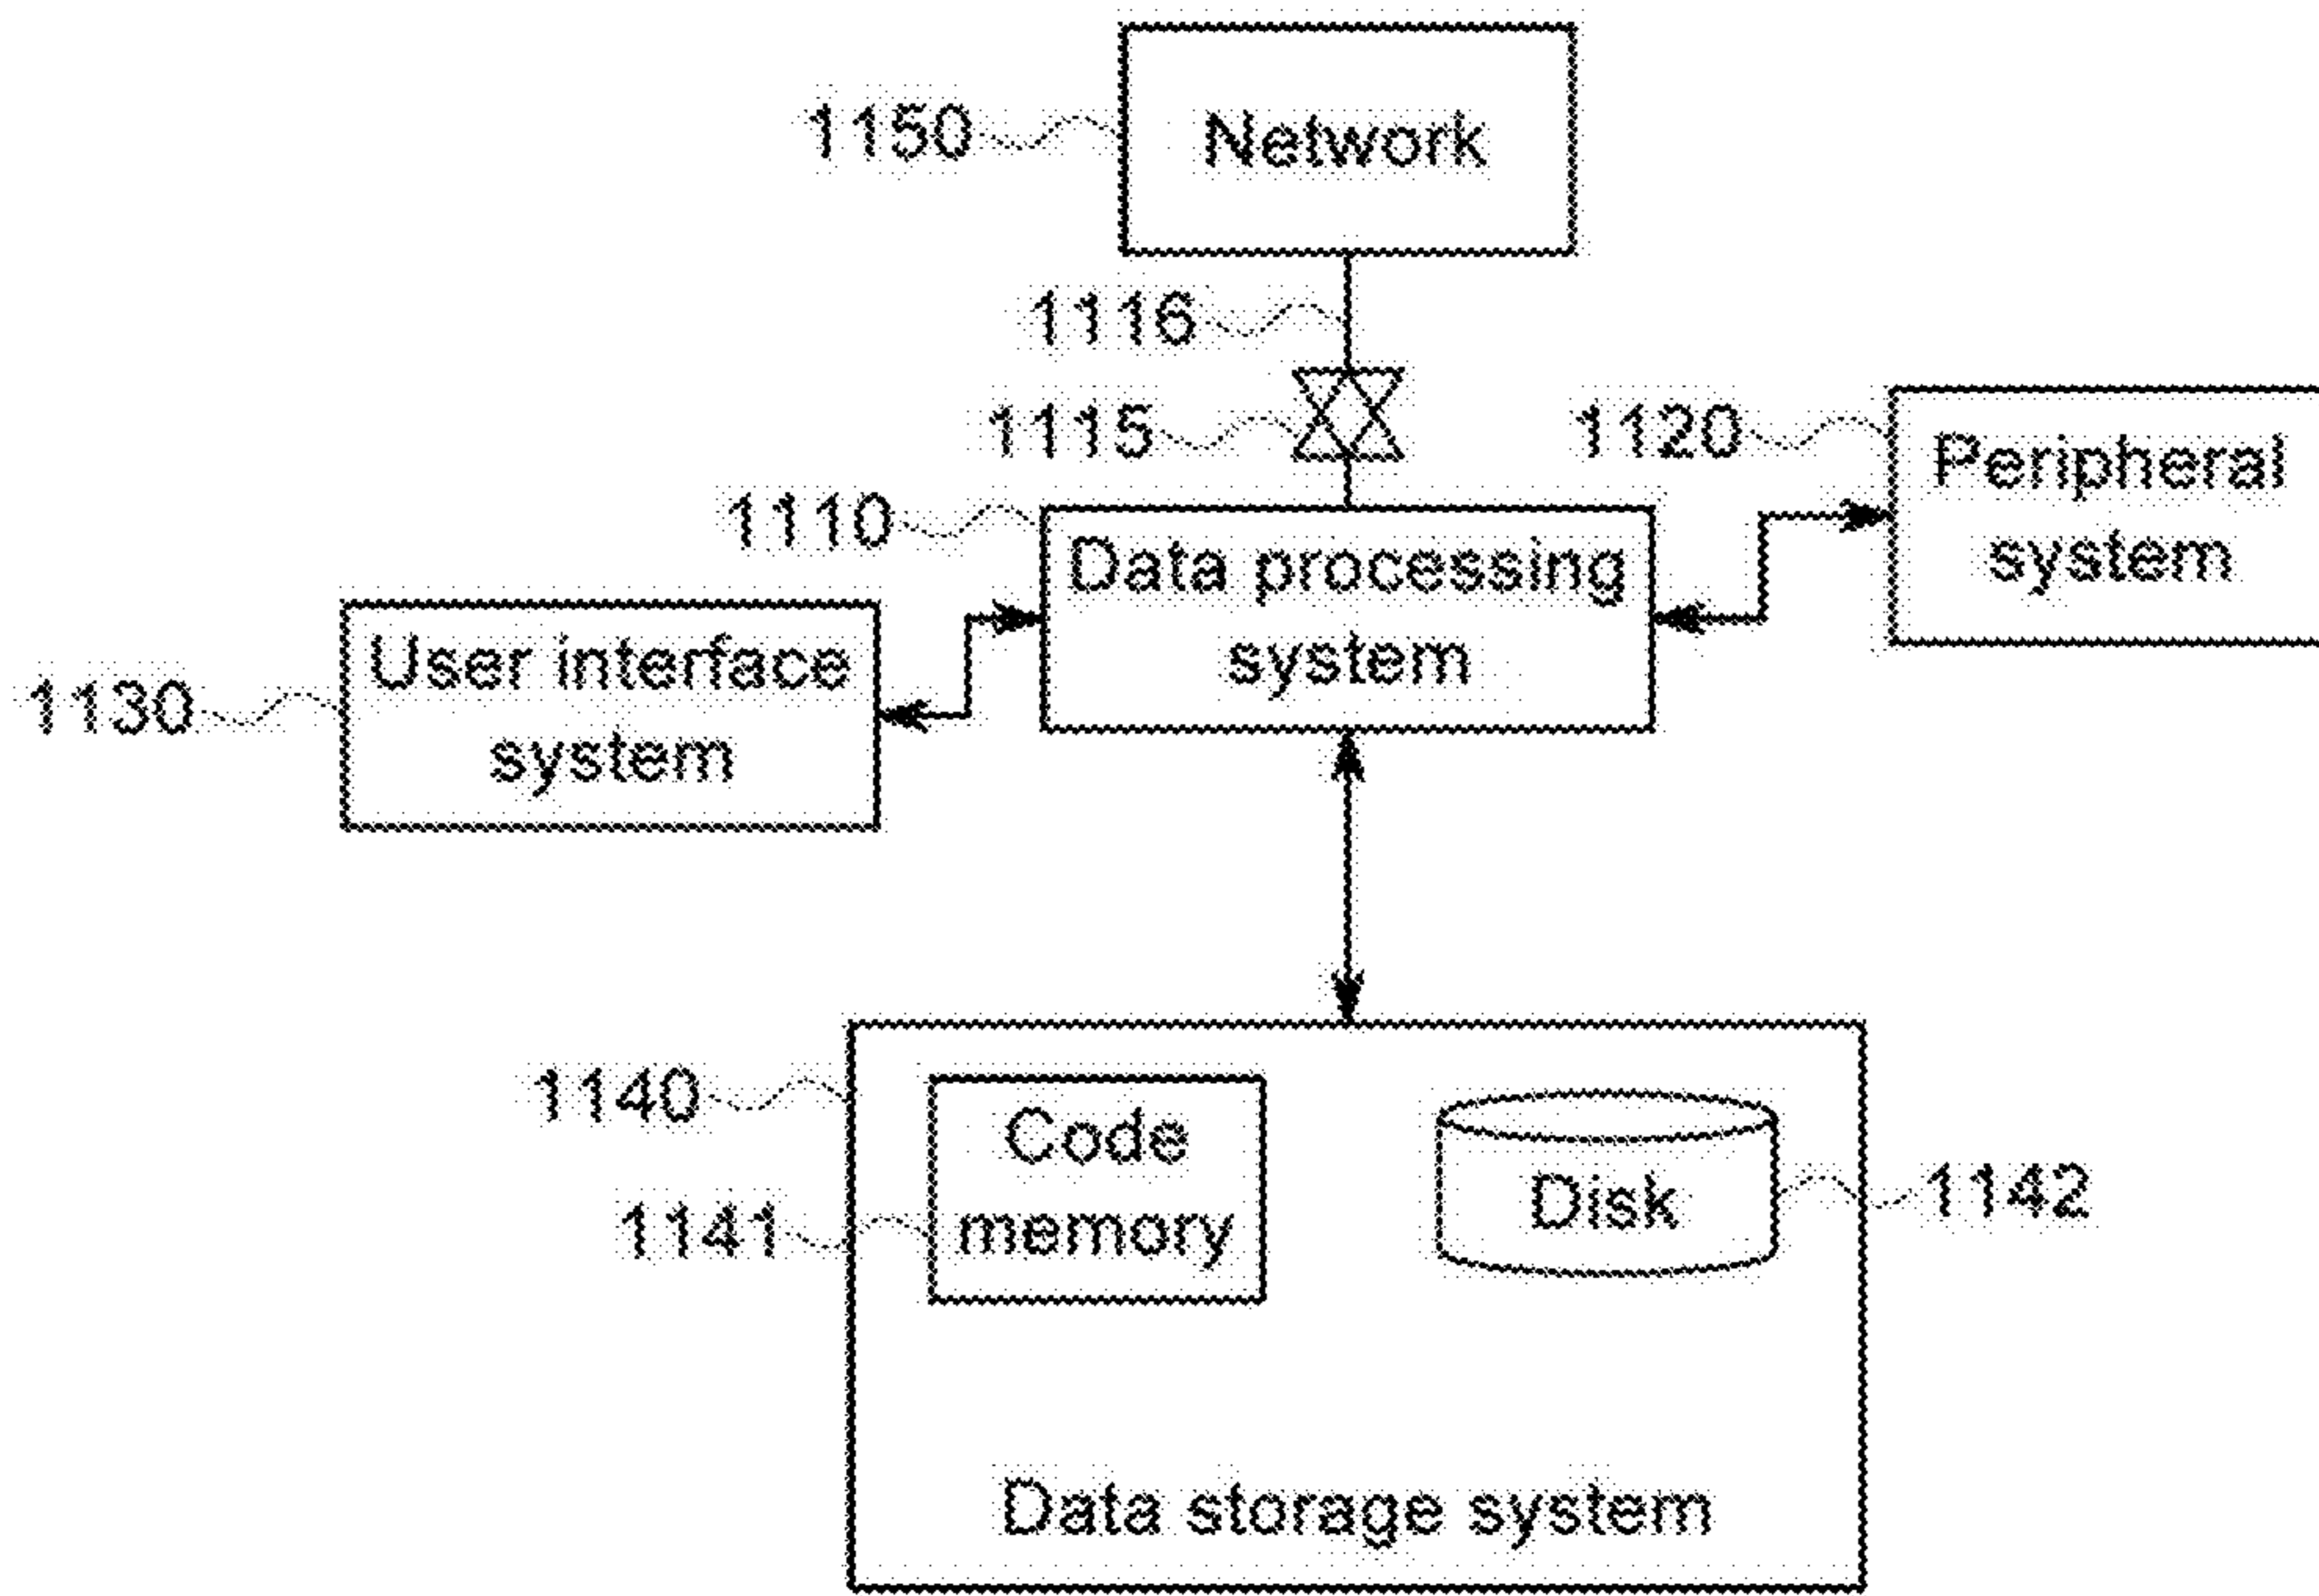 1150
Network
1116
1115
1120
Peripheral
system
1110
Data processing
system
User interface
system
1130
1140
Code
memory
1141
Disk
1142
Data storage system